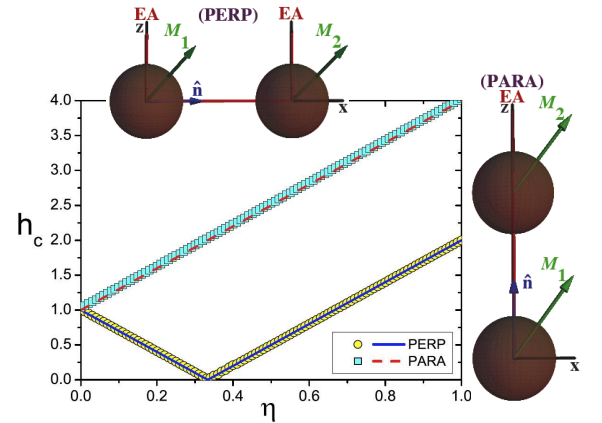 EA (PERP) EA
z M1 M2
n̂
x
(PARA)
EA
z
M2
M1
n̂
x
4.0
3.5
3.0
2.5
2.0
1.5
1.0
0.5
0.0
hc
0.0 0.2 0.4 0.6 0.8 1.0
η
PERP
PARA